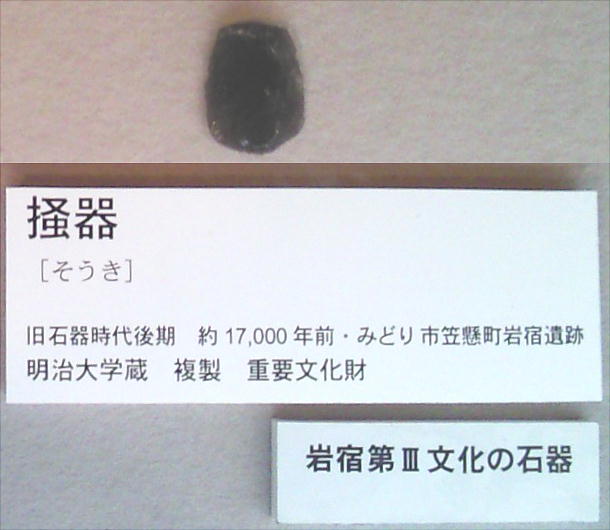 掻器
[そうき]
旧石器時代後期　約 17,000 年前・みどり市笠懸町岩宿遺跡
明治大学蔵　複製　重要文化財
岩宿第Ⅲ文化の石器